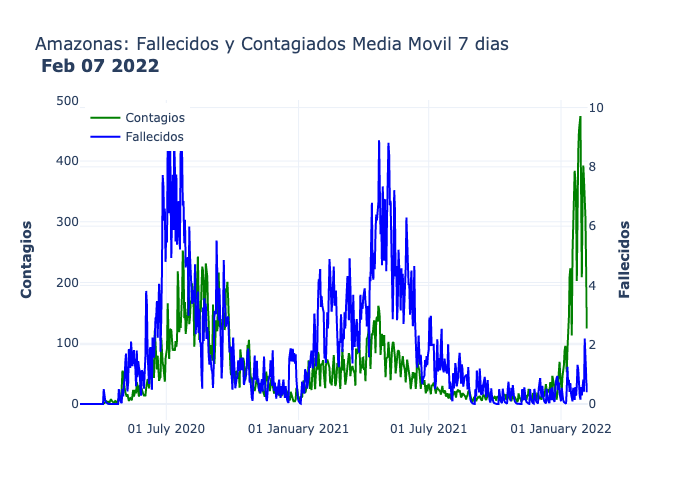 Amazonas: Fallecidos y Contagiados Media Movil 7 dias
Feb 07 2022
500
400
300
200
100
0
10
8
6
4
2
0
Contagios
Fallecidos
Contagios
Fallecidos
01 July 2020
01 January 2021
01 July 2021
01 January 2022